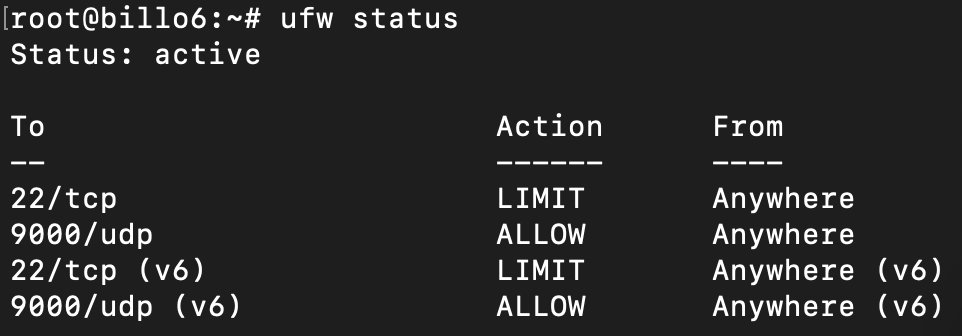 [root@billo6:~# ufw status
Status: active
To                         Action      From
--                         ------      ----
22/tcp                     LIMIT       Anywhere
9000/udp                   ALLOW       Anywhere
22/tcp (v6)                LIMIT       Anywhere (v6)
9000/udp (v6)              ALLOW       Anywhere (v6)